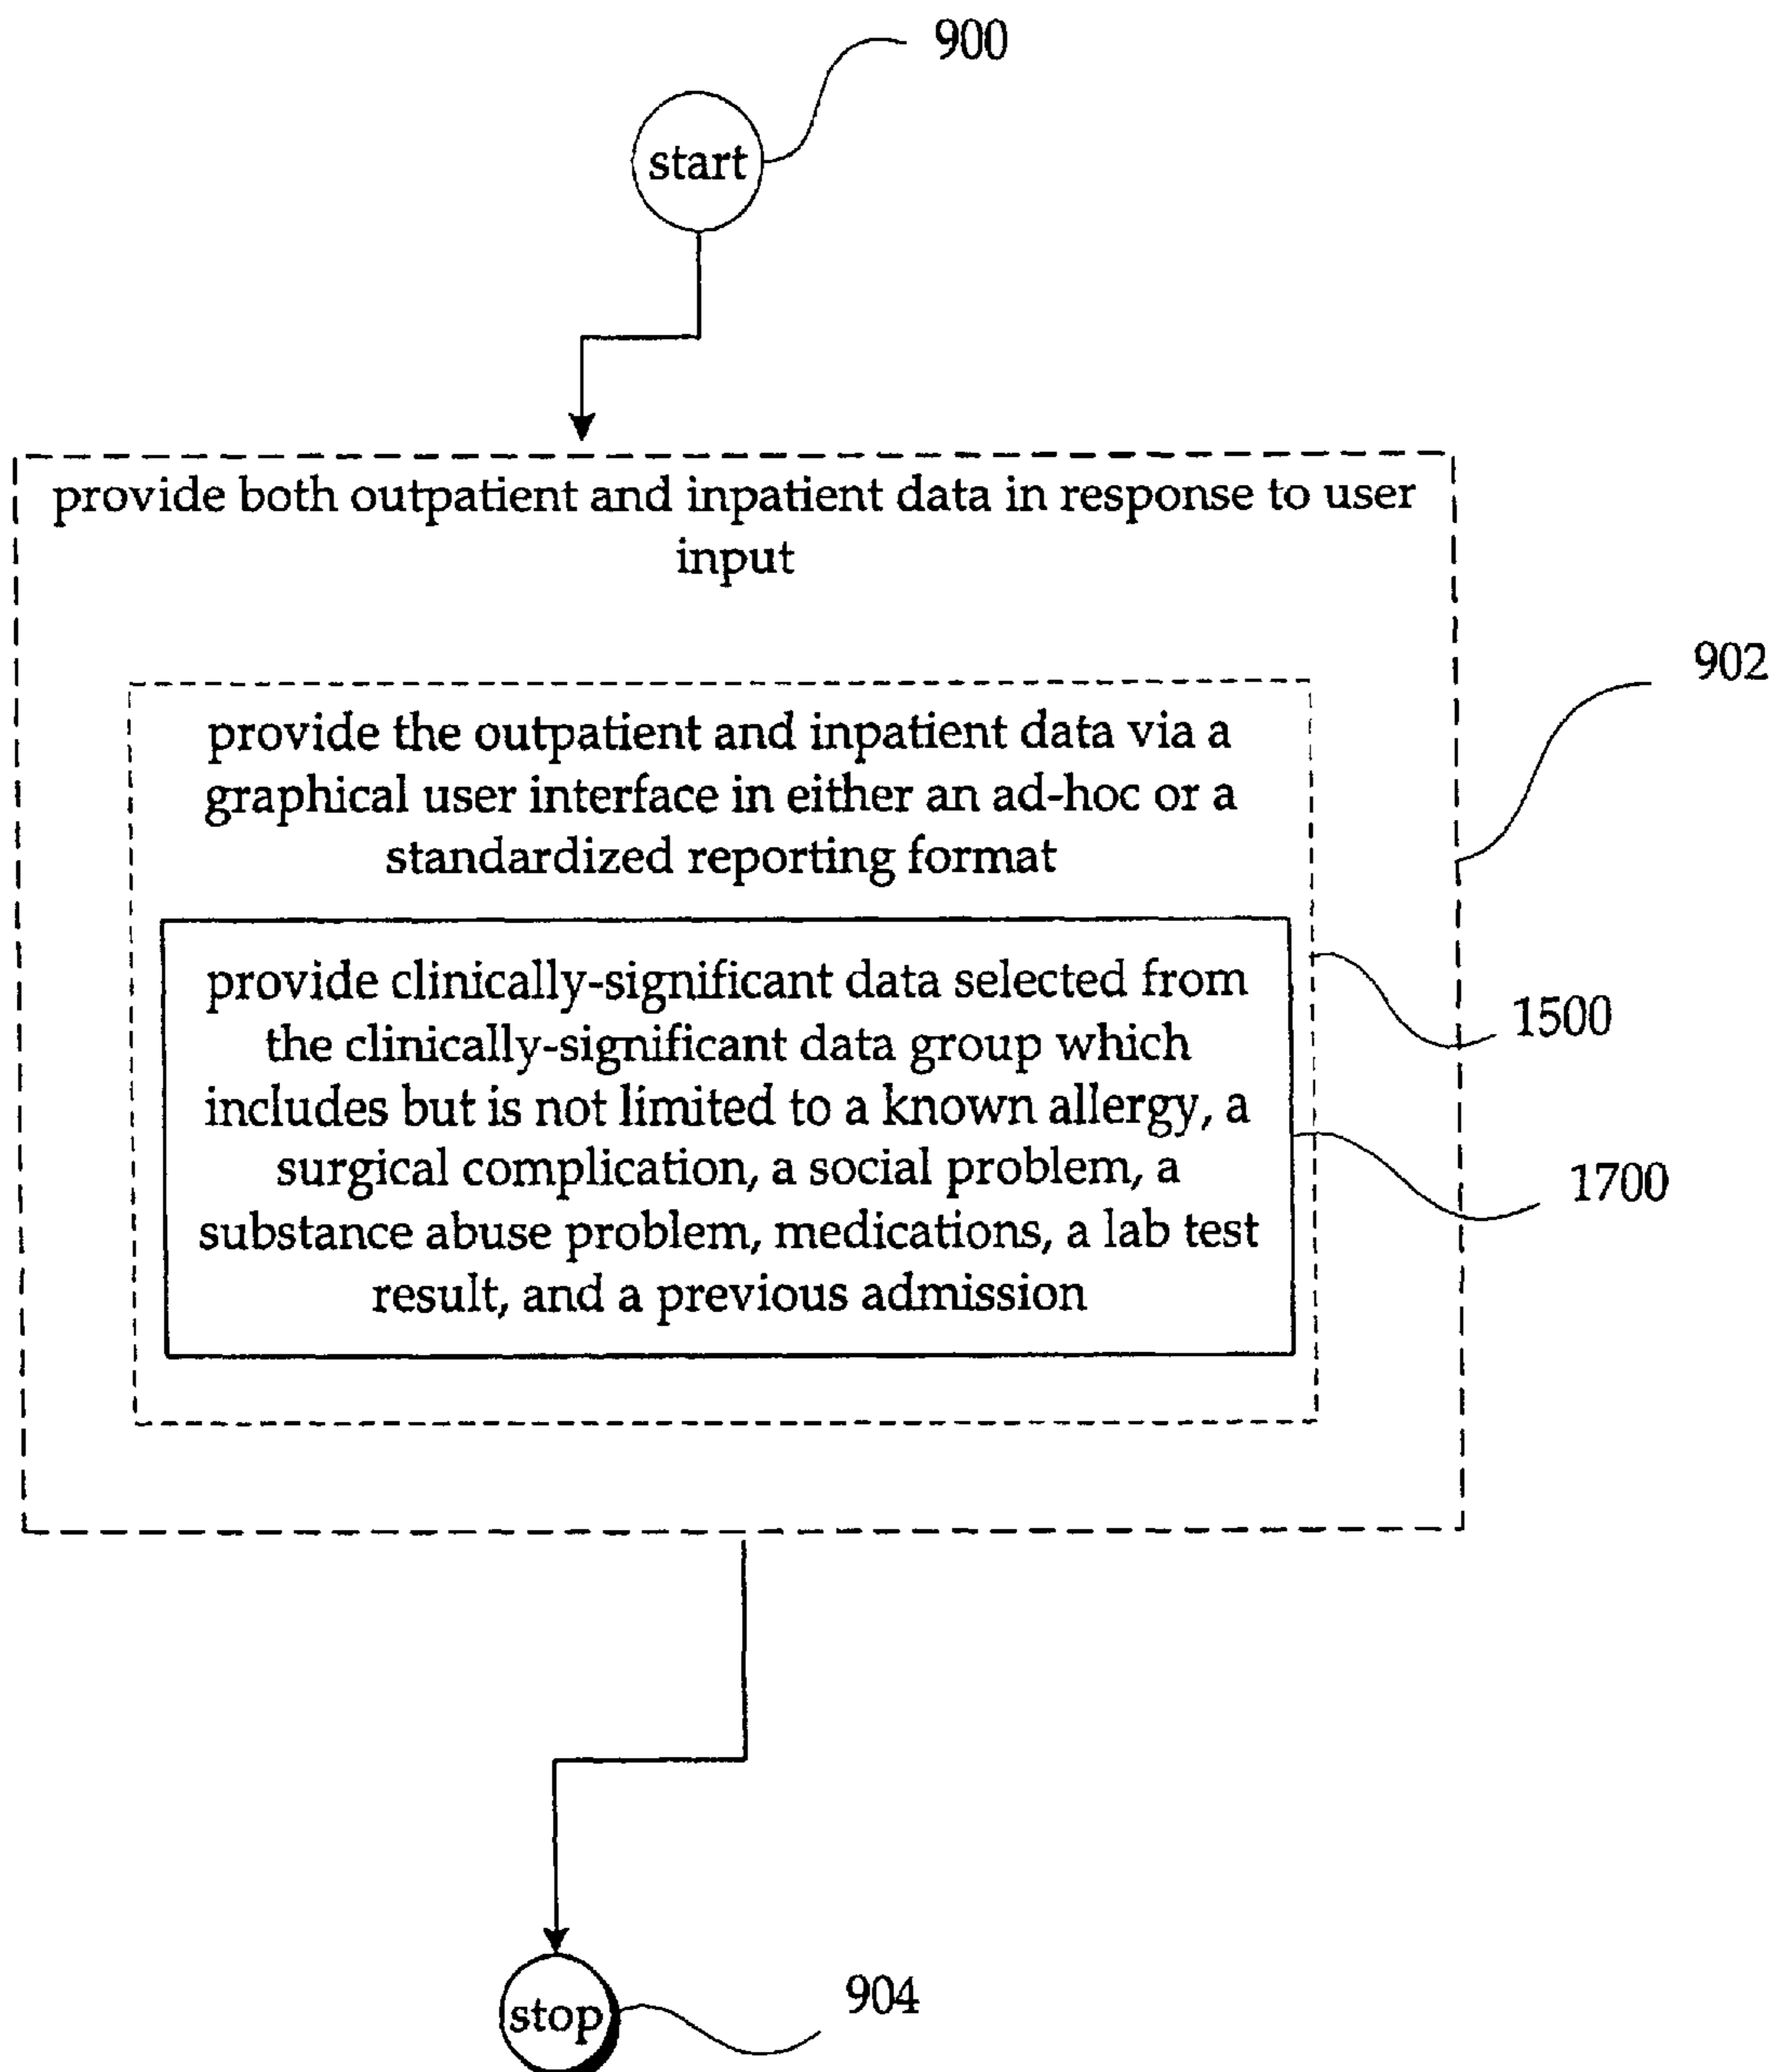 900
start
provide both outpatient and inpatient data in response to user
input
902
provide the outpatient and inpatient data via a
graphical user interface in either an ad-hoc or a
standardized reporting format
provide clinically-significant data selected from
the clinically-significant data group which
includes but is not limited to a known allergy, a
surgical complication, a social problem, a
substance abuse problem, medications, a lab test
result, and a previous admission
1500
1700
stop
904